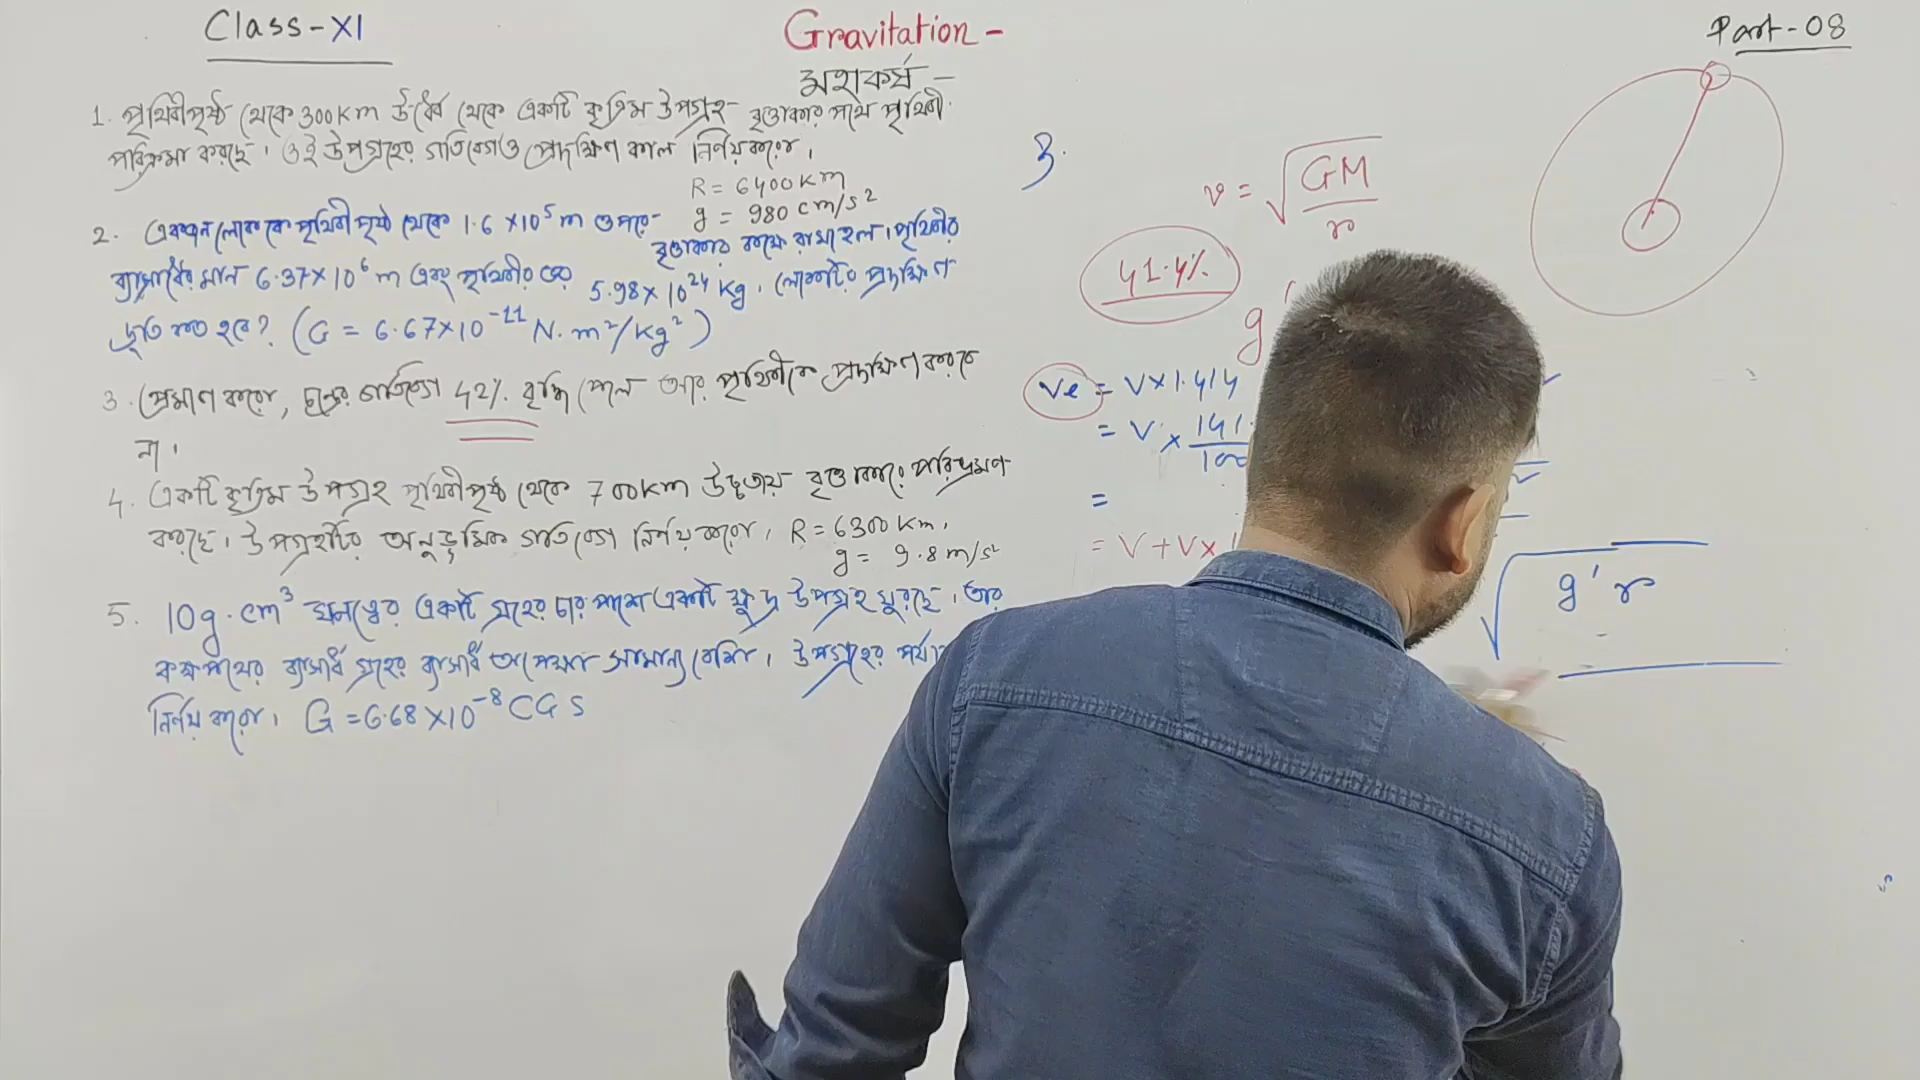 Class-XI
Gravitation-
মহাকর্ষ -
Part-08
1. পৃথিবীপৃষ্ঠ থেকে 300Km উর্ধ্বে থেকে একটি কৃত্রিম উপগ্রহ বৃত্তাকার পথে পৃথিবী
পরিক্রমা করছে। ওই উপগ্রহের গতিবেগ ও প্রদক্ষিণ কাল নির্ণয় করো।
R = 6400 Km
g = 980 cm/s²
2. একজন লোককে পৃথিবীপৃষ্ঠ থেকে 1.6 ×10⁵ m ওপরে
বৃত্তাকার কক্ষে রাখা হল। পৃথিবীর
ব্যাসার্ধের মান 6.37×10⁶ m এবং পৃথিবীর ভর 5.98×10²⁴ Kg. লোকটির প্রদক্ষিণ
দ্রুতি কত হবে? (G = 6.67×10⁻¹¹ N.m²/Kg²)
3. প্রমাণ করো, চন্দ্রের গতিবেগ 42% বৃদ্ধি পেলে আর পৃথিবীকে প্রদক্ষিণ করবে
না।
4. একটি কৃত্রিম উপগ্রহ পৃথিবীপৃষ্ঠ থেকে 700Km উচ্চতায় বৃত্তাকারে পরিভ্রমণ
করছে। উপগ্রহটির অনুভূমিক গতিবেগ নির্ণয় করো। R = 6300 Km.
g = 9.8 m/s²
5. 10g.cm³ ঘনত্বের একটি গ্রহের চারপাশে একটি ক্ষুদ্র উপগ্রহ ঘুরছে। তার
কক্ষপথের ব্যাসার্ধ গ্রহের ব্যাসার্ধ অপেক্ষা সামান্য বেশি। উপগ্রহের
নির্ণয় করো। G = 6.68×10⁻⁸ CGS
3.
v = √GM/r
41.4%
g'
Ve = V×1.414
= V × 141/100
=
= V + V×
√g'r